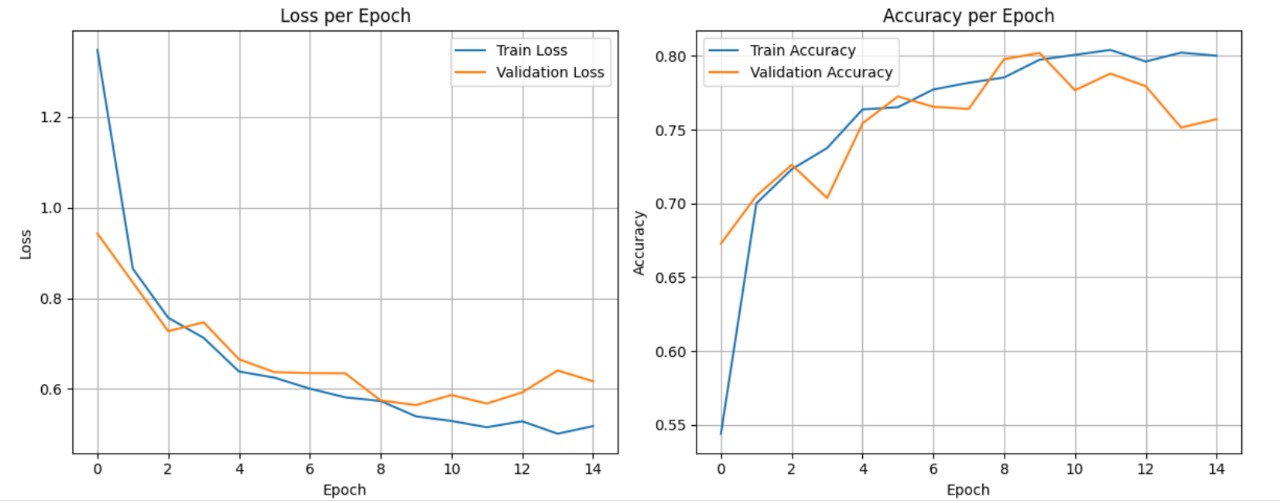 Loss per Epoch
Train Loss
Validation Loss
1.2
1.0
0.8
0.6
Loss
0 2 4 6 8 10 12 14
Epoch
Accuracy per Epoch
Train Accuracy
Validation Accuracy
0.80
0.75
0.70
0.65
0.60
0.55
Accuracy
0 2 4 6 8 10 12 14
Epoch